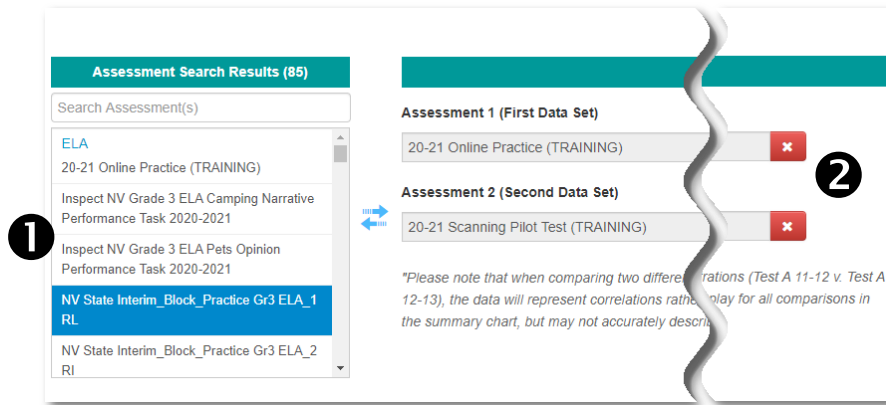 Assessment Search Results (85)
Search Assessment(s)
ELA
20-21 Online Practice (TRAINING)
Inspect NV Grade 3 ELA Camping Narrative
Performance Task 2020-2021
Inspect NV Grade 3 ELA Pets Opinion
Performance Task 2020-2021
NV State Interim_Block_Practice Gr3 ELA_1
RL
NV State Interim_Block_Practice Gr3 ELA_2
RI
1
Assessment 1 (First Data Set)
20-21 Online Practice (TRAINING)
Assessment 2 (Second Data Set)
20-21 Scanning Pilot Test (TRAINING)
2
"Please note that when comparing two differe rations (Test A 11-12 v. Test A
12-13), the data will represent correlations rathe play for all comparisons in
the summary chart, but may not accurately descri